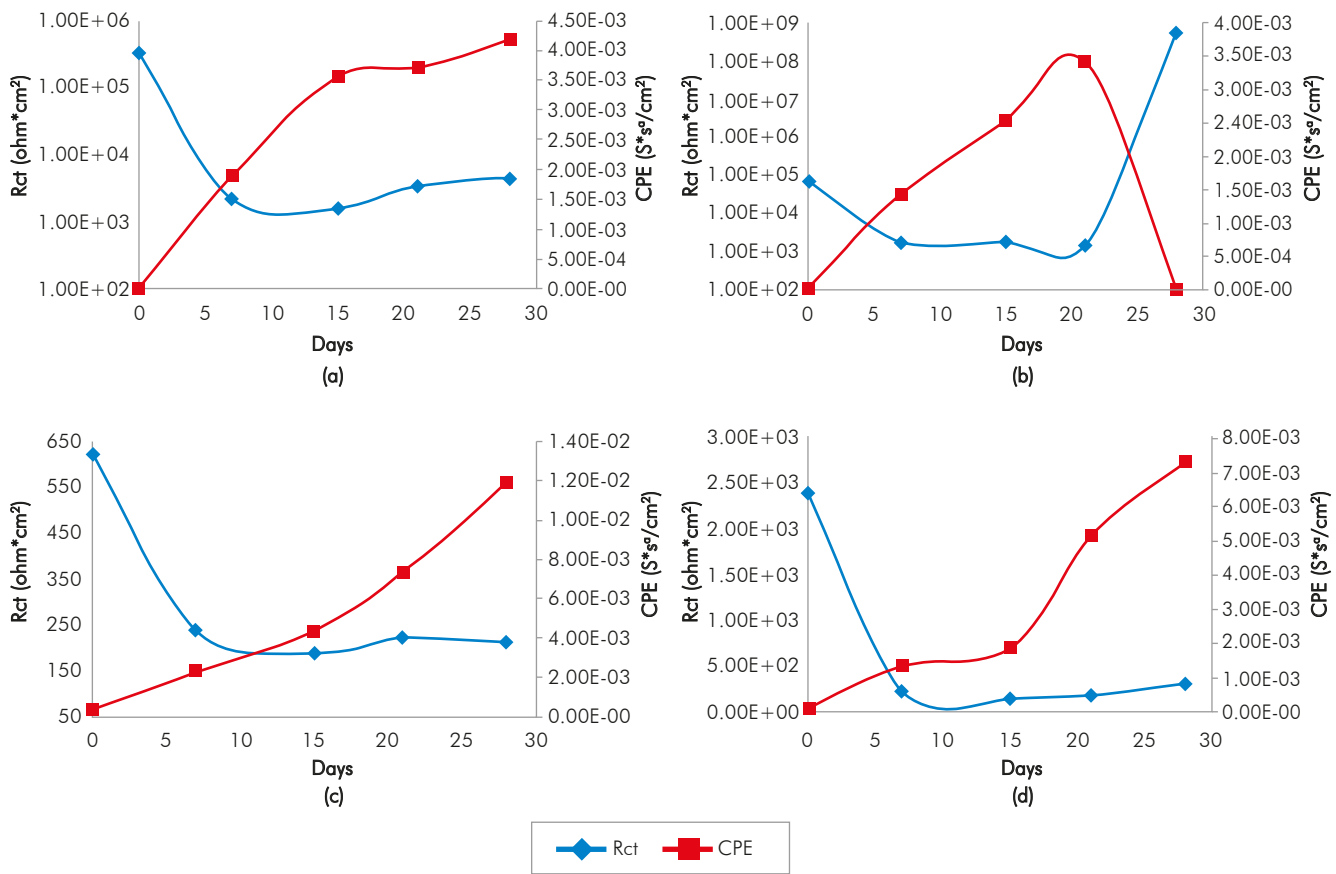 1.00E+06
1.00E+05
1.00E+04
1.00E+03
1.00E+02
Rct (ohm*cm²)
4.50E-03
4.00E-03
3.50E-03
3.00E-03
2.50E-03
2.00E-03
1.50E-03
1.00E-03
5.00E-04
0.00E-00
CPE (S*sᵅ/cm²)
0 5 10 15 20 25 30
Days
(a)
1.00E+09
1.00E+08
1.00E+07
1.00E+06
1.00E+05
1.00E+04
1.00E+03
1.00E+02
Rct (ohm*cm²)
4.00E-03
3.50E-03
3.00E-03
2.40E-03
2.00E-03
1.50E-03
1.00E-03
5.00E-04
0.00E-00
CPE (S*sᵅ/cm²)
0 5 10 15 20 25 30
Days
(b)
650
550
450
350
250
150
50
Rct (ohm*cm²)
1.40E-02
1.20E-02
1.00E-02
8.00E-03
6.00E-03
4.00E-03
2.00E-03
0.00E-00
CPE (S*sᵅ/cm²)
0 5 10 15 20 25 30
Days
(c)
3.00E+03
2.50E+03
2.00E+03
1.50E+03
1.00E+03
5.00E+02
0.00E+00
Rct (ohm*cm²)
8.00E-03
7.00E-03
6.00E-03
5.00E-03
4.00E-03
3.00E-03
2.00E-03
1.00E-03
0.00E-00
CPE (S*sᵅ/cm²)
0 5 10 15 20 25 30
Days
(d)
Rct CPE